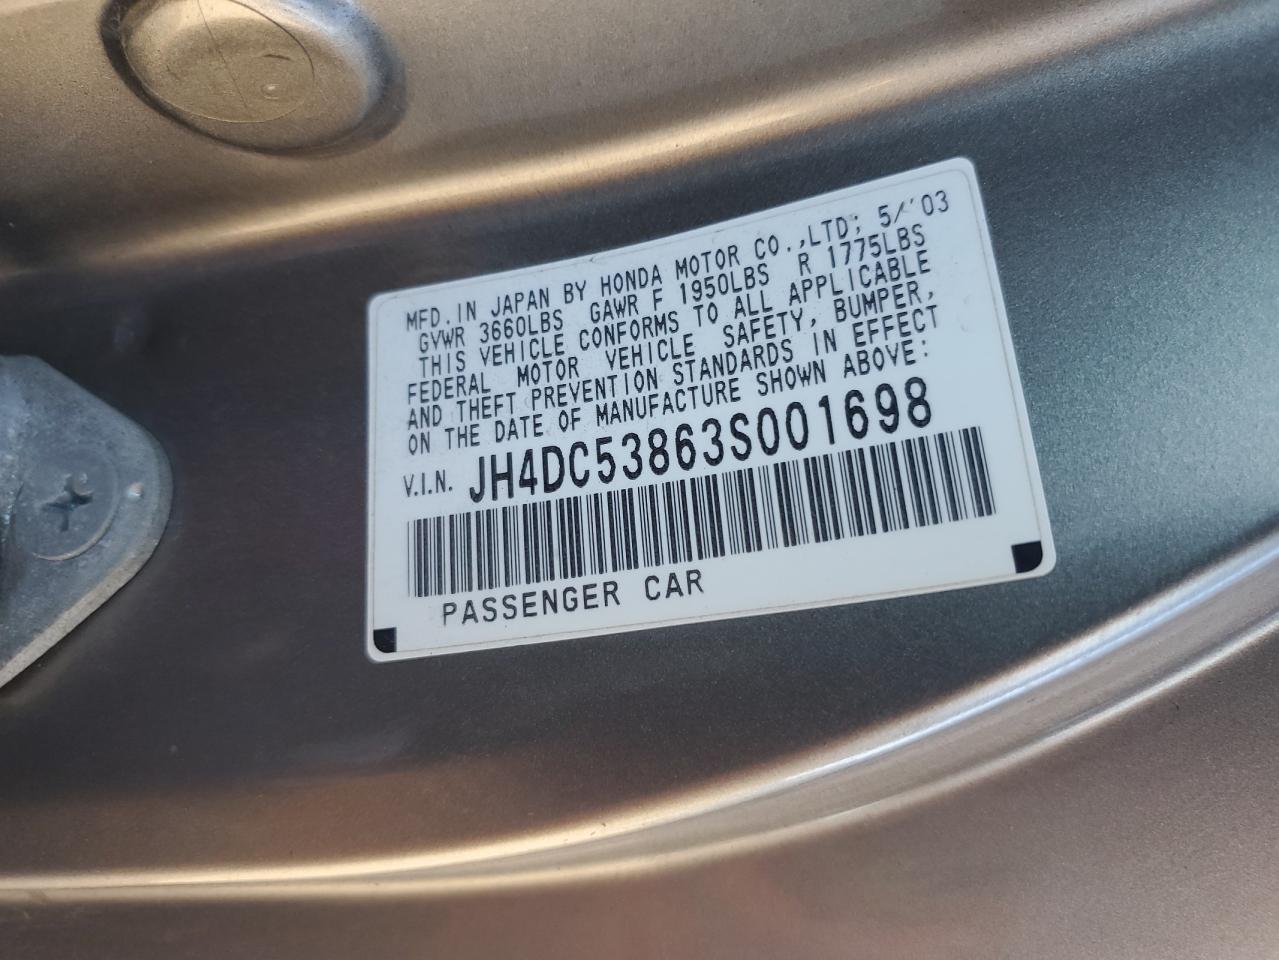 MFD. IN JAPAN BY HONDA MOTOR CO., LTD; 5/'03
GVWR 3660LBS GAWR F 1950LBS R 1775LBS
THIS VEHICLE CONFORMS TO ALL APPLICABLE
FEDERAL MOTOR VEHICLE SAFETY, BUMPER,
AND THEFT PREVENTION STANDARDS IN EFFECT
ON THE DATE OF MANUFACTURE SHOWN ABOVE:
V.I.N. JH4DC53863S001698
PASSENGER CAR